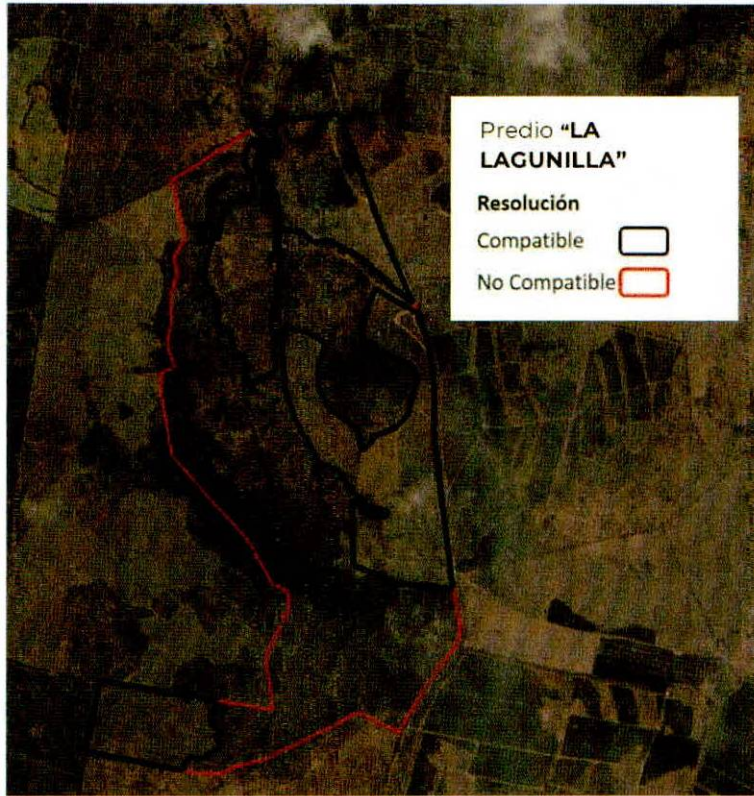 Predio “LA
LAGUNILLA”
Resolución
Compatible
No Compatible